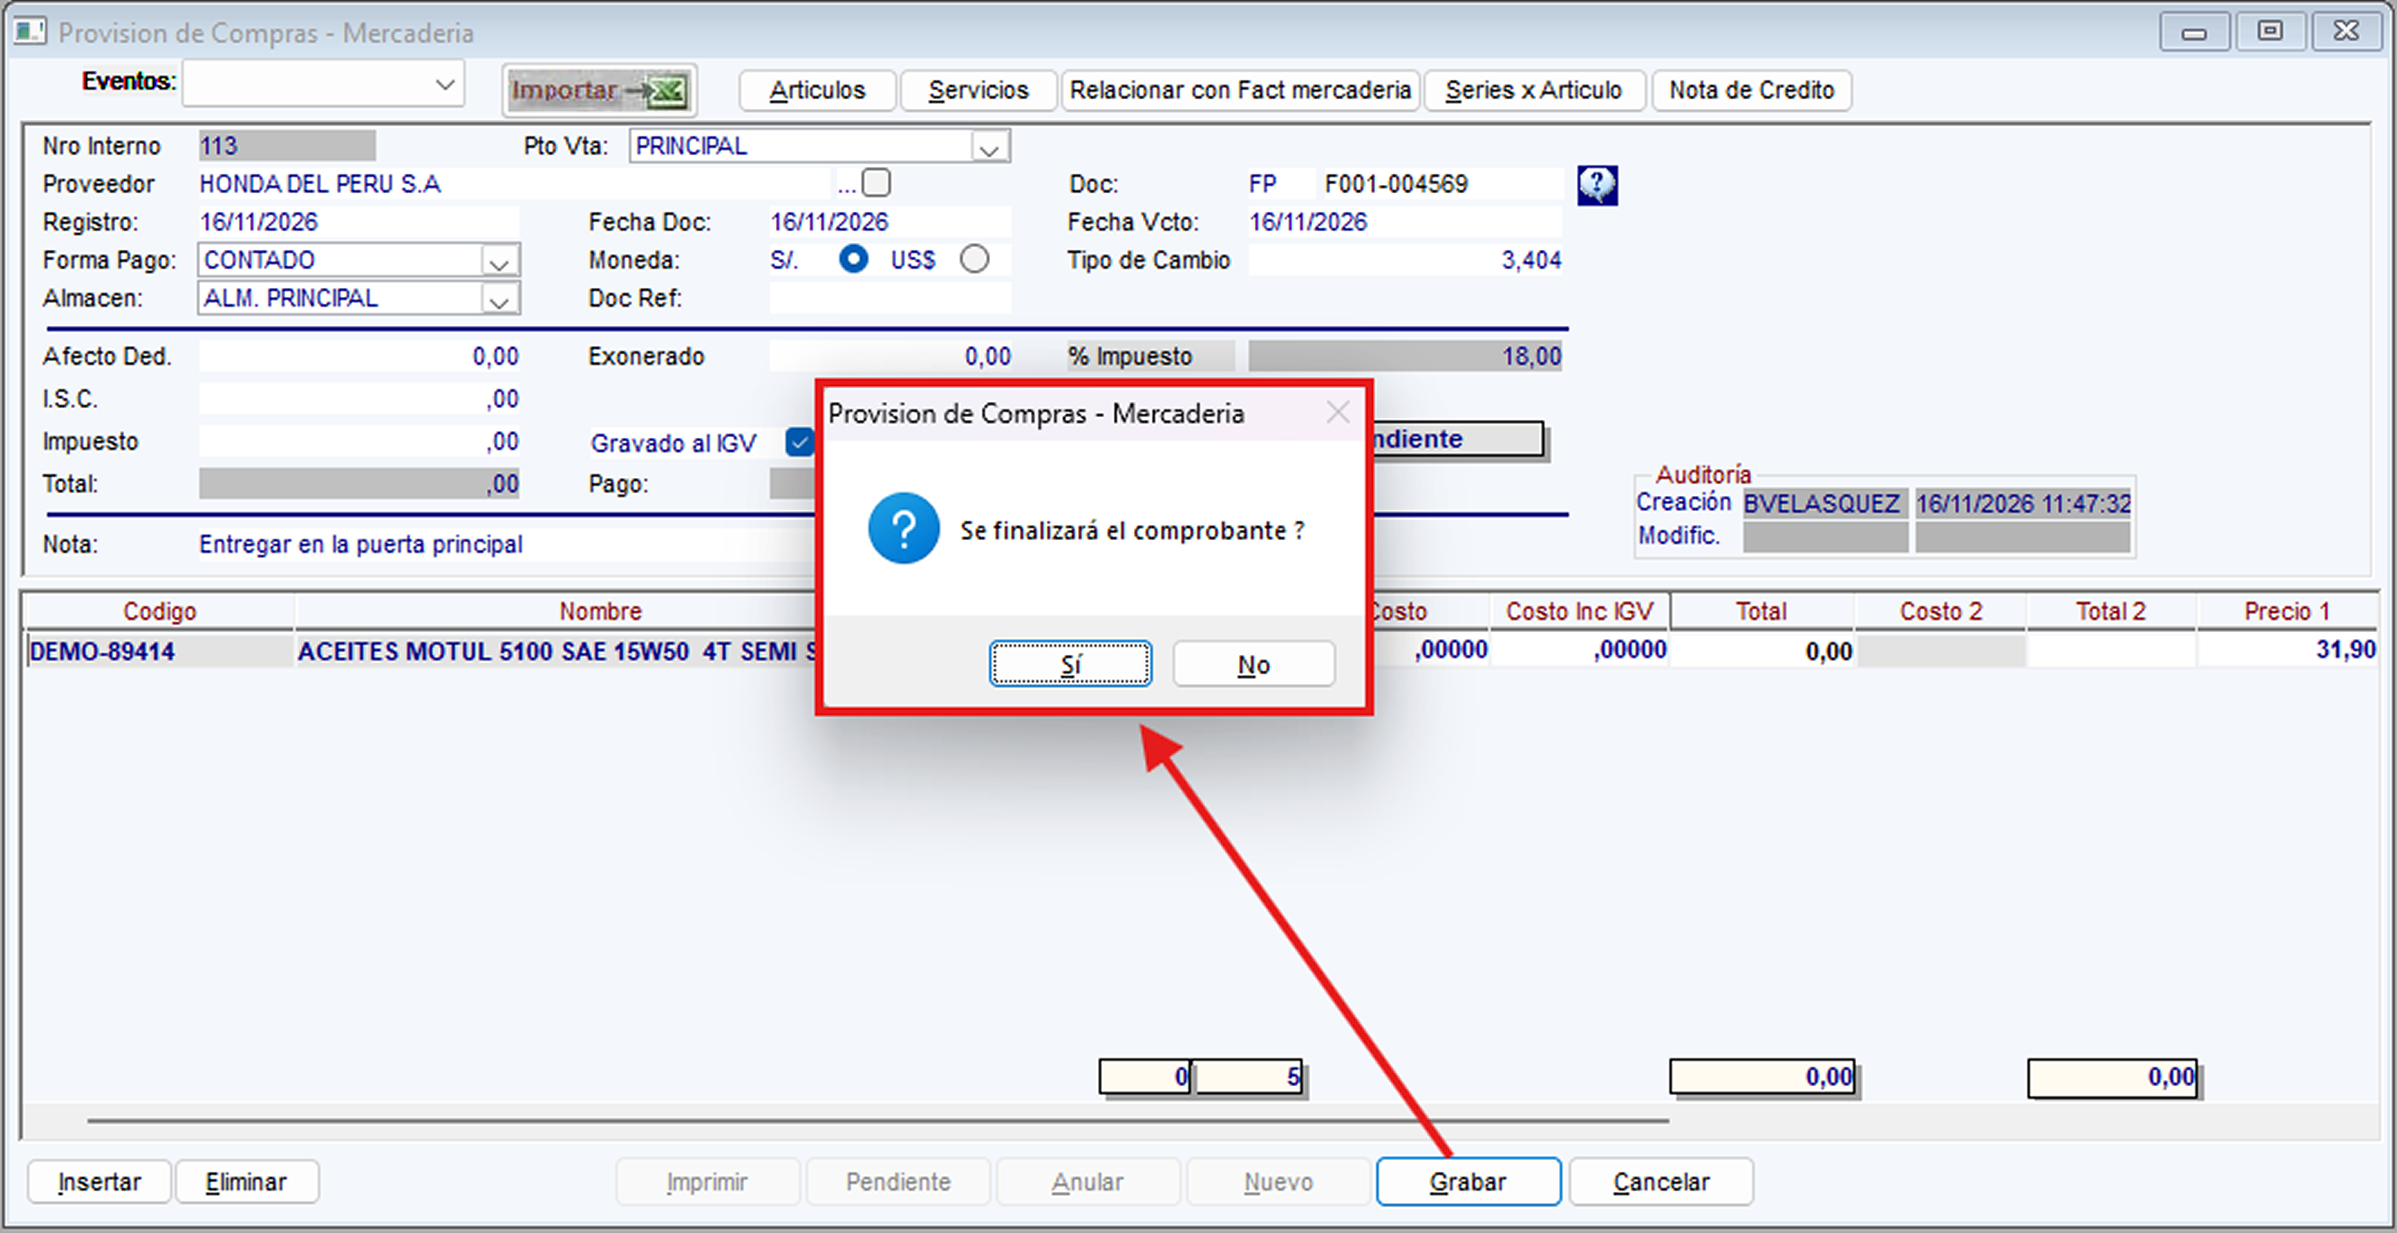 Provision de Compras - Mercaderia
Eventos:
Importar
Articulos
Servicios
Relacionar con Fact mercaderia
Series x Articulo
Nota de Credito
Nro Interno 113 Pto Vta: PRINCIPAL
Proveedor HONDA DEL PERU S.A ... Doc: FP F001-004569
Registro: 16/11/2026 Fecha Doc: 16/11/2026 Fecha Vcto: 16/11/2026
Forma Pago: CONTADO Moneda: S/. US$ Tipo de Cambio 3,404
Almacen: ALM. PRINCIPAL Doc Ref:
Afecto Ded. 0,00 Exonerado 0,00 % Impuesto 18,00
I.S.C. ,00
Impuesto ,00 Gravado al IGV ndiente
Total: ,00 Pago:
Nota: Entregar en la puerta principal
Auditoría
Creación BVELASQUEZ 16/11/2026 11:47:32
Modific.
Provision de Compras - Mercaderia
Se finalizará el comprobante ?
Sí No
Codigo Nombre Costo Costo Inc IGV Total Costo 2 Total 2 Precio 1
DEMO-89414 ACEITES MOTUL 5100 SAE 15W50 4T SEMI S ,00000 ,00000 0,00 31,90
0 5 0,00 0,00
Insertar Eliminar Imprimir Pendiente Anular Nuevo Grabar Cancelar